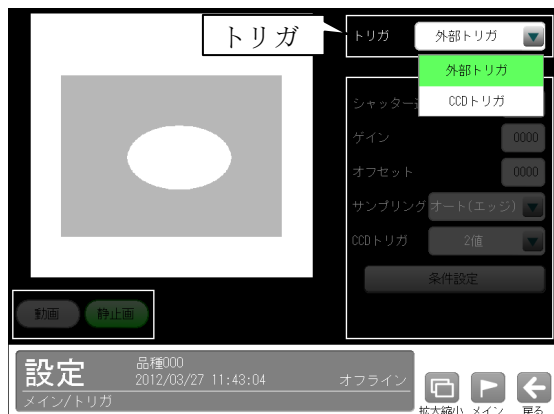 トリガ
トリガ 外部トリガ
外部トリガ
CCDトリガ
シャッター
ゲイン 0000
オフセット 0000
サンプリング オート(エッジ)
CCDトリガ 2値
条件設定
動画 静止画
設定
品種000
2012/03/27 11:43:04 オフライン
メイン/トリガ
拡大縮小 メイン 戻る